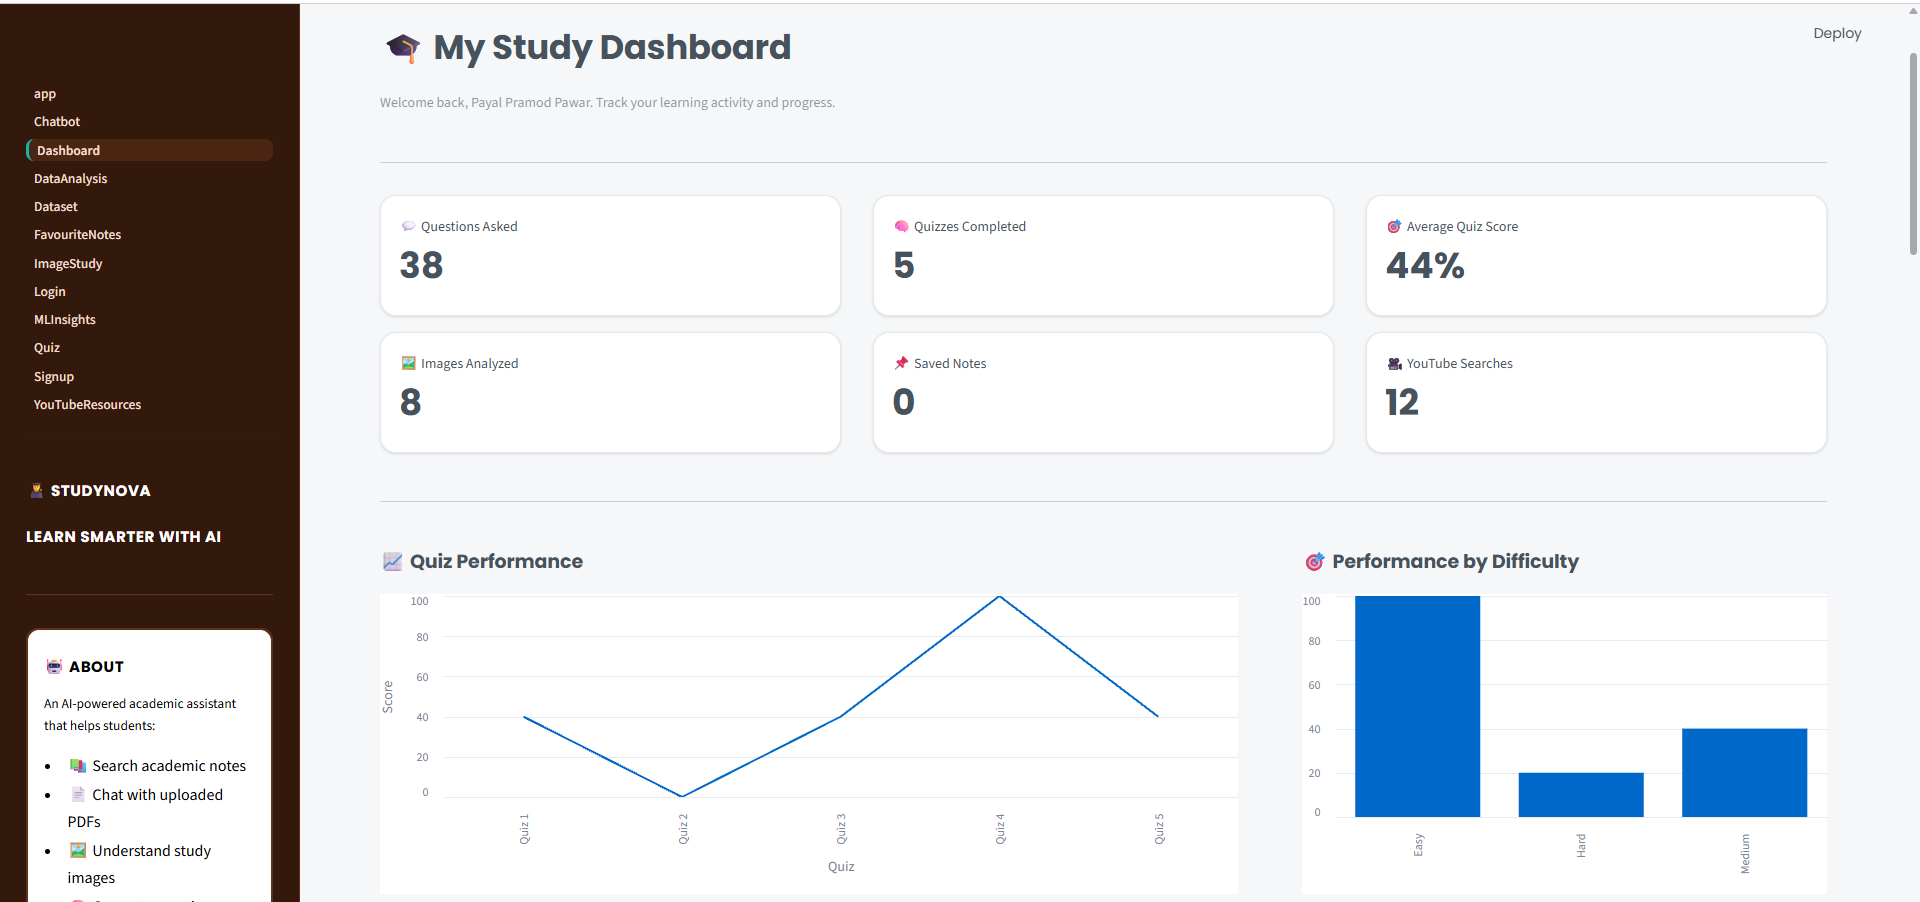 app
Chatbot
Dashboard
DataAnalysis
Dataset
FavouriteNotes
ImageStudy
Login
MLInsights
Quiz
Signup
YouTubeResources
STUDYNOVA
LEARN SMARTER WITH AI
ABOUT
An AI-powered academic assistant
that helps students:
• Search academic notes
• Chat with uploaded
PDFs
• Understand study
images
Deploy
My Study Dashboard
Welcome back, Payal Pramod Pawar. Track your learning activity and progress.
Questions Asked
38
Quizzes Completed
5
Average Quiz Score
44%
Images Analyzed
8
Saved Notes
0
YouTube Searches
12
Quiz Performance
100
80
60
40
20
0
Score
Quiz 1
Quiz 2
Quiz 3
Quiz 4
Quiz 5
Quiz
Performance by Difficulty
100
80
60
40
20
0
Easy
Hard
Medium